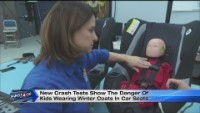 New Crash Tests Show The Danger Of
Kids Wearing Winter Coats In Car Seats